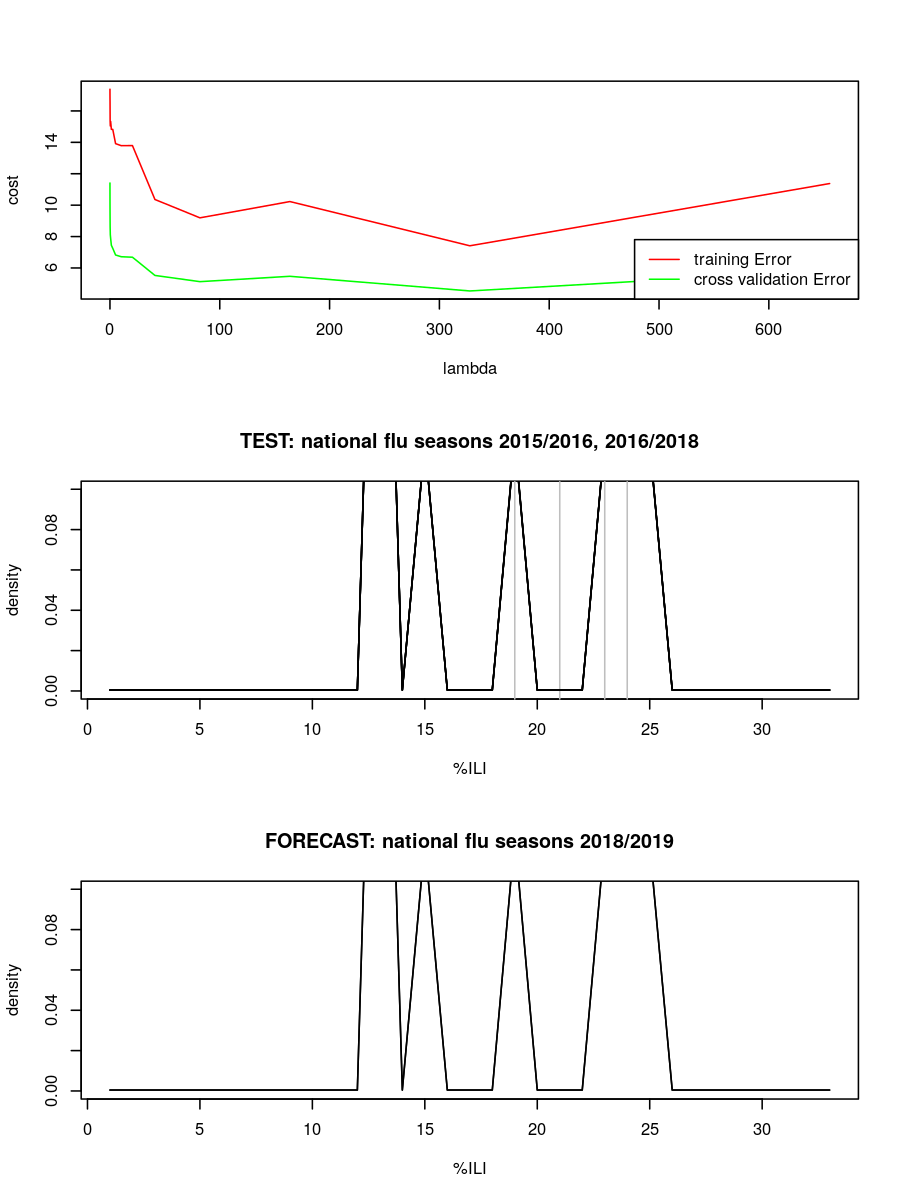 14
10
8
6
cost
training Error
cross validation Error
0 100 200 300 400 500 600
lambda
TEST: national flu seasons 2015/2016, 2016/2018
0.08
0.04
0.00
density
0 5 10 15 20 25 30
%ILI
FORECAST: national flu seasons 2018/2019
0.08
0.04
0.00
density
0 5 10 15 20 25 30
%ILI